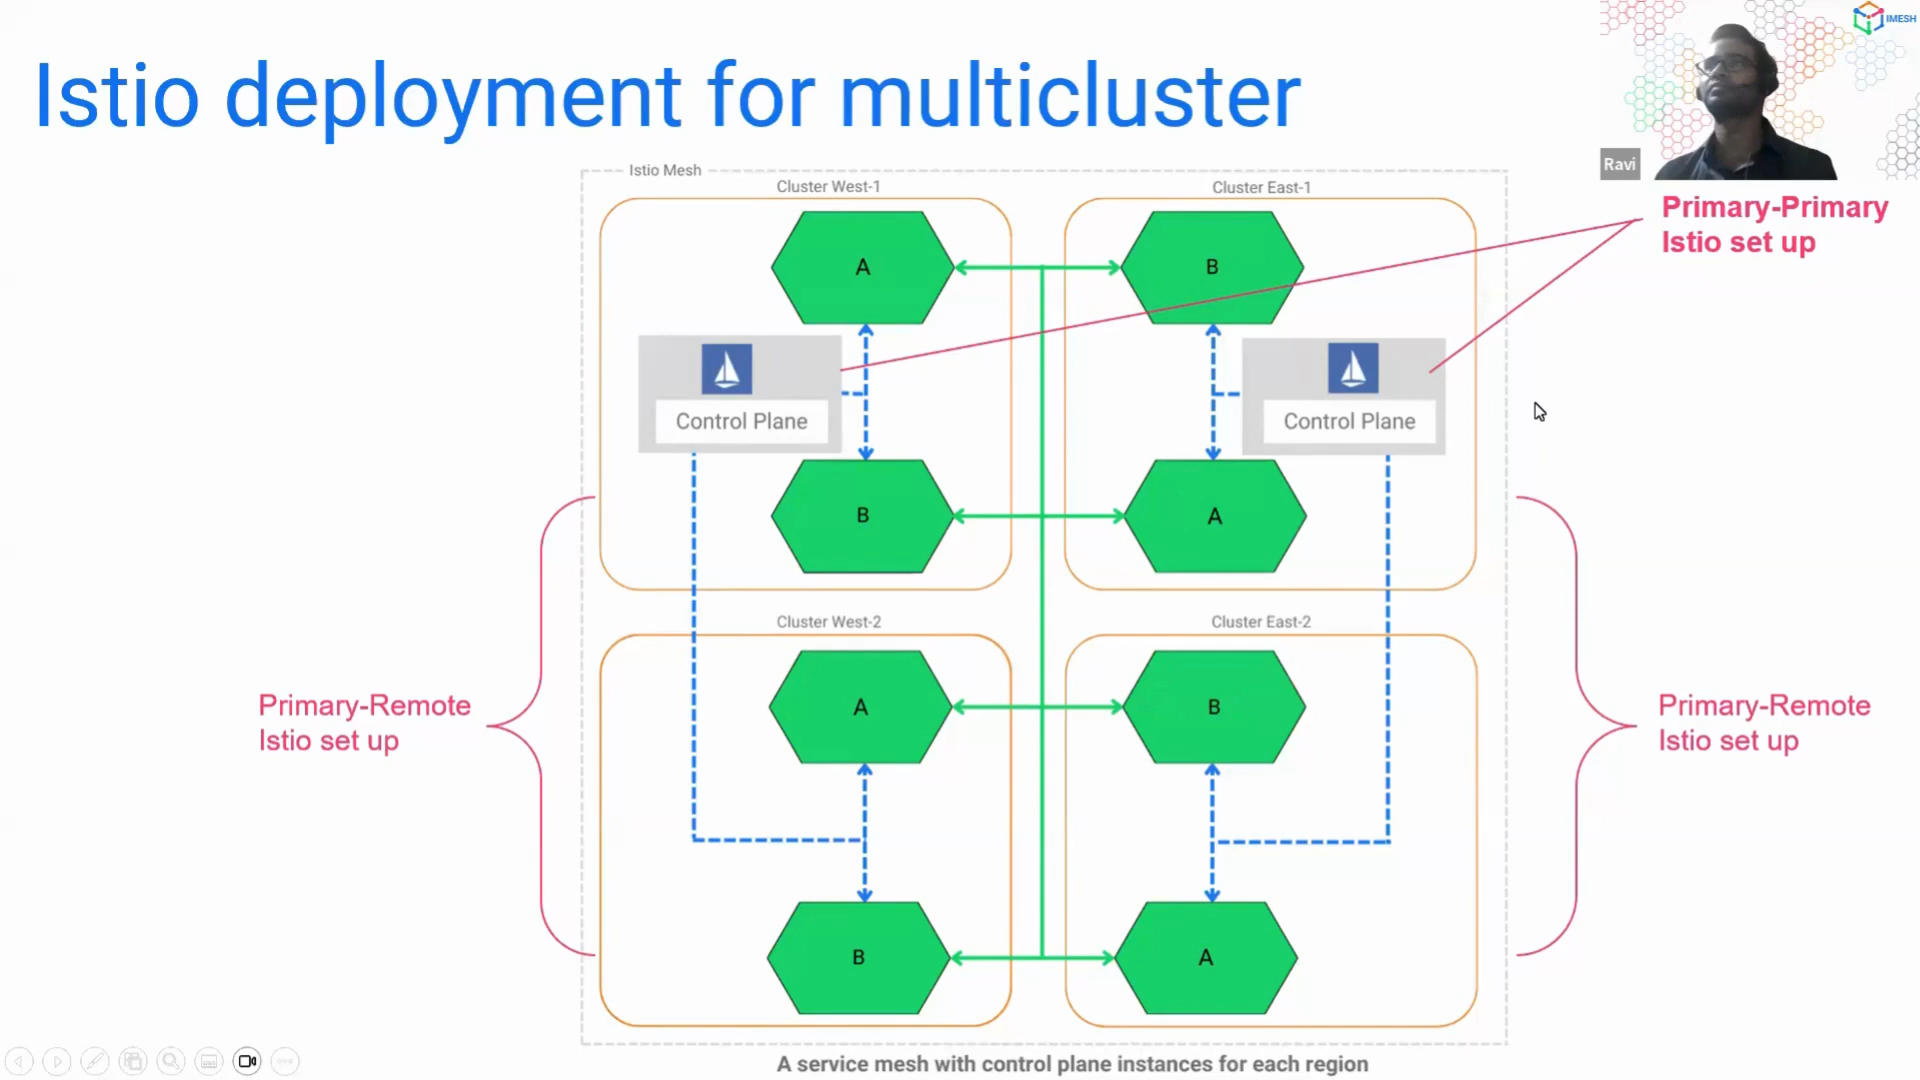 Istio deployment for multicluster
IMESH
Ravi
Primary-Primary
Istio set up
Istio Mesh
Cluster West-1
Cluster East-1
A
B
Control Plane
Control Plane
B
A
Cluster West-2
Cluster East-2
A
B
Primary-Remote
Istio set up
Primary-Remote
Istio set up
B
A
A service mesh with control plane instances for each region